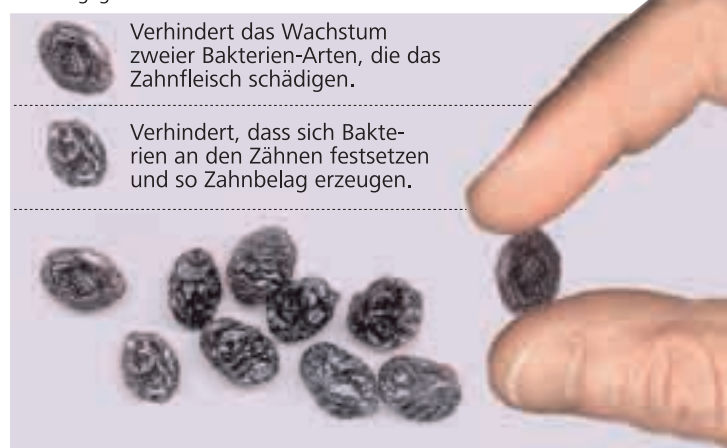 Verhindert das Wachstum
zweier Bakterien-Arten, die das
Zahnfleisch schädigen.
Verhindert, dass sich Bakte-
rien an den Zähnen festsetzen
und so Zahnbelag erzeugen.